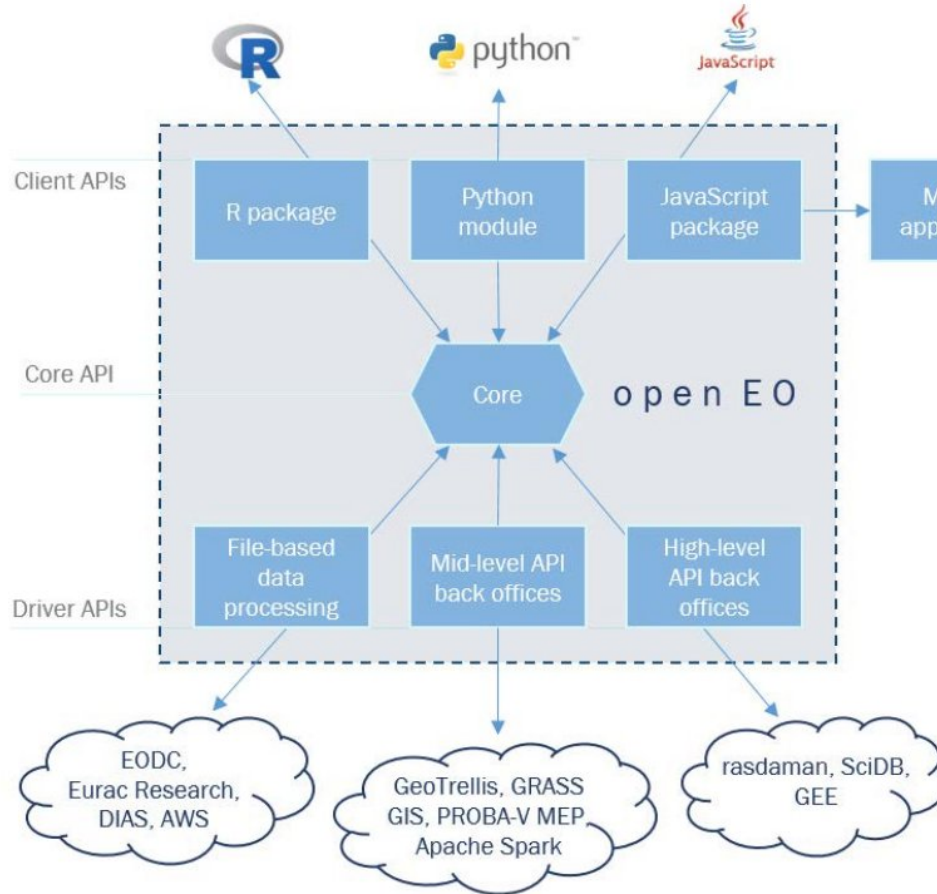 R
python™
JavaScript
Client APIs
R package
Python
module
JavaScript
package
Core API
Core
open EO
Driver APIs
File-based
data
processing
Mid-level API
back offices
High-level
API back
offices
EODC,
Eurac Research,
DIAS, AWS
GeoTrellis, GRASS
GIS, PROBA-V MEP,
Apache Spark
rasdaman, SciDB,
GEE